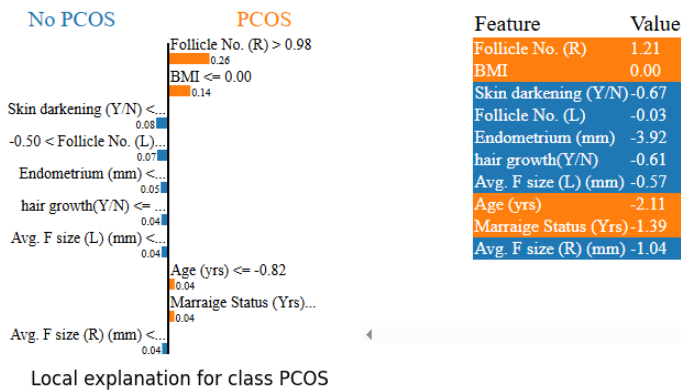 No PCOS PCOS
Follicle No. (R) > 0.98
0.26
BMI <= 0.00
0.14
Skin darkening (Y/N) <...
0.08
-0.50 < Follicle No. (L)...
0.07
Endometrium (mm) <...
0.05
hair growth(Y/N) <= ...
0.04
Avg. F size (L) (mm) <...
0.04
Age (yrs) <= -0.82
0.04
Marraige Status (Yrs)...
0.04
Avg. F size (R) (mm) <...
0.04
Local explanation for class PCOS
Feature Value
Follicle No. (R) 1.21
BMI 0.00
Skin darkening (Y/N) -0.67
Follicle No. (L) -0.03
Endometrium (mm) -3.92
hair growth(Y/N) -0.61
Avg. F size (L) (mm) -0.57
Age (yrs) -2.11
Marraige Status (Yrs) -1.39
Avg. F size (R) (mm) -1.04